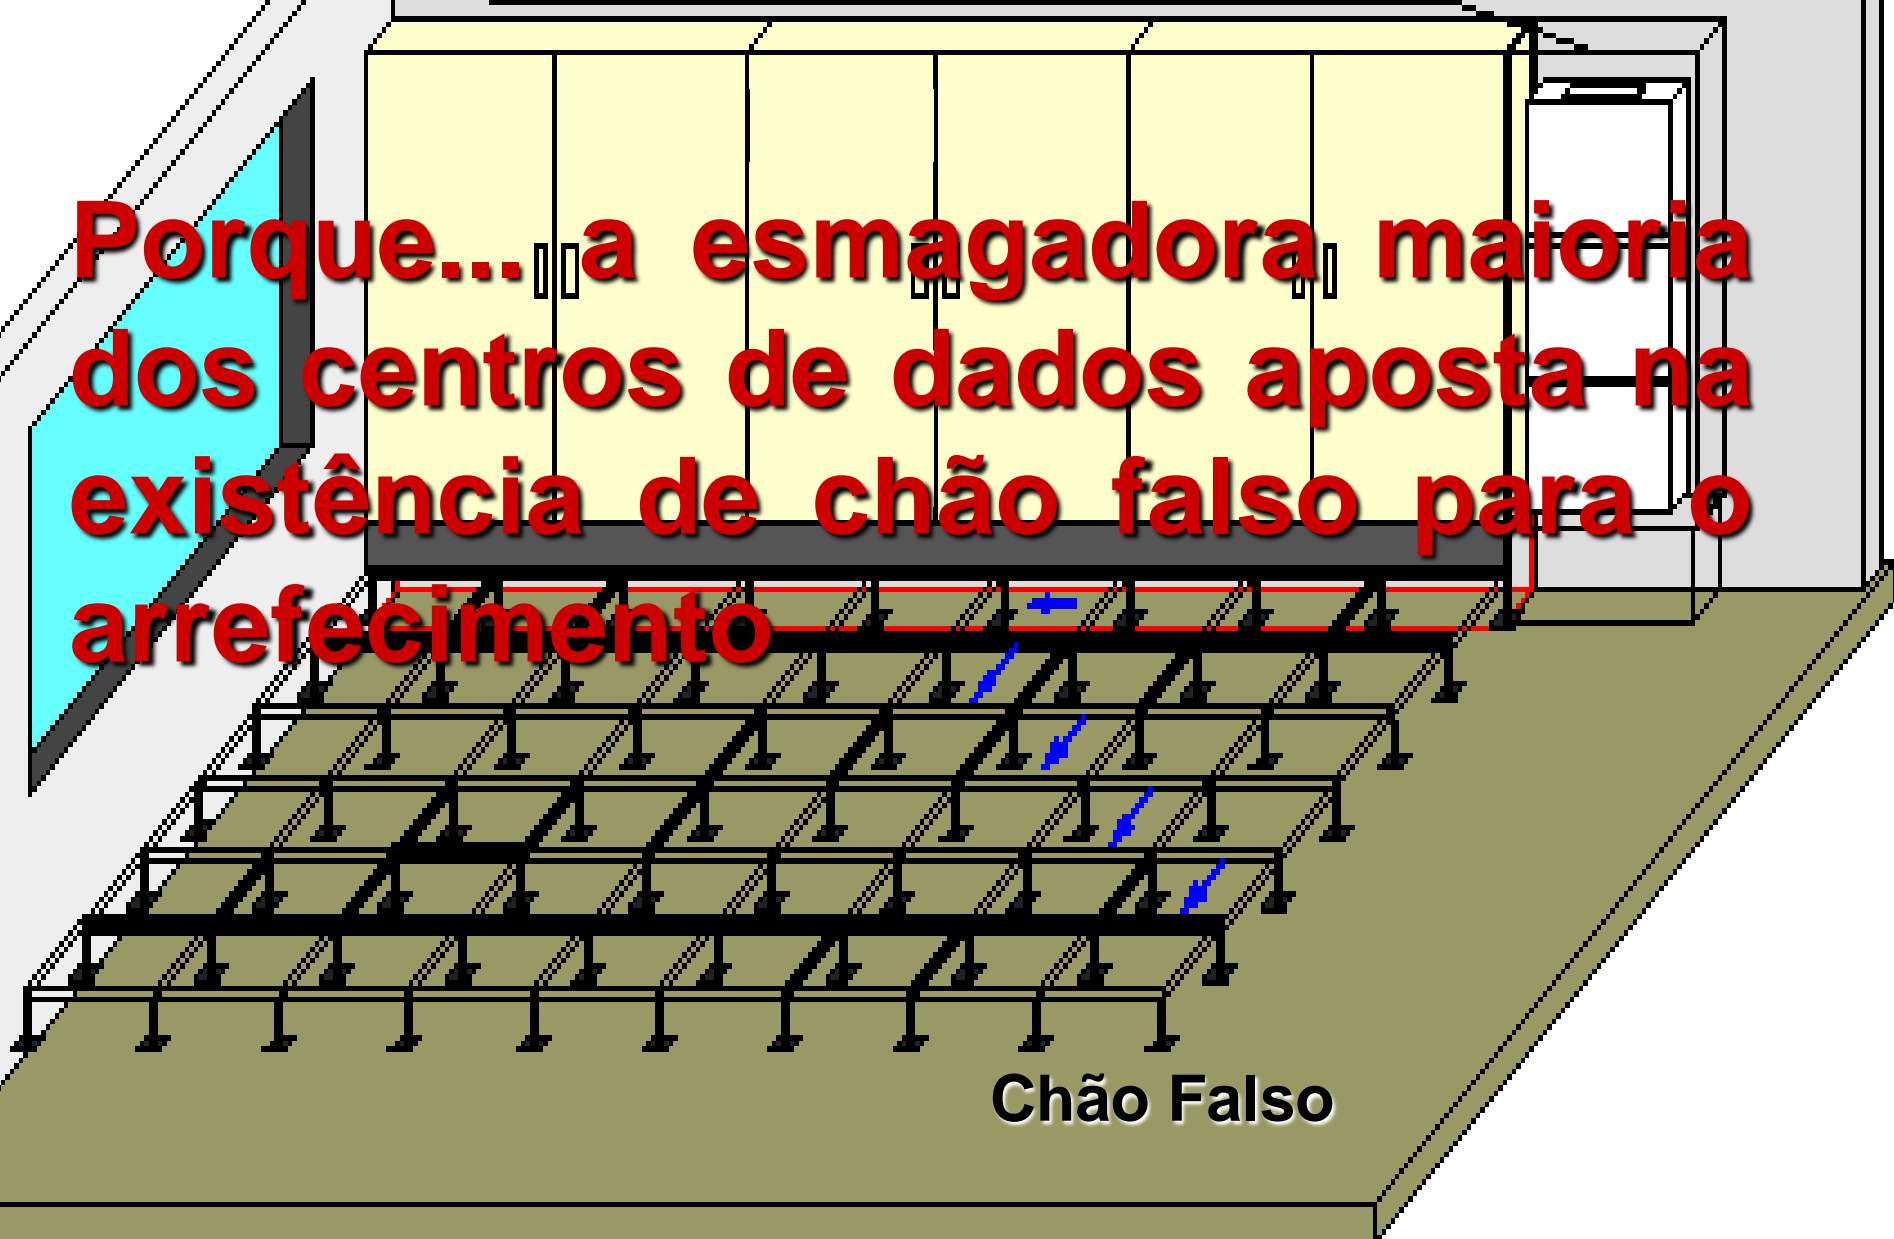 Porque... a esmagadora maioria
dos centros de dados aposta na
existência de chão falso para o
arrefecimento
Chão Falso